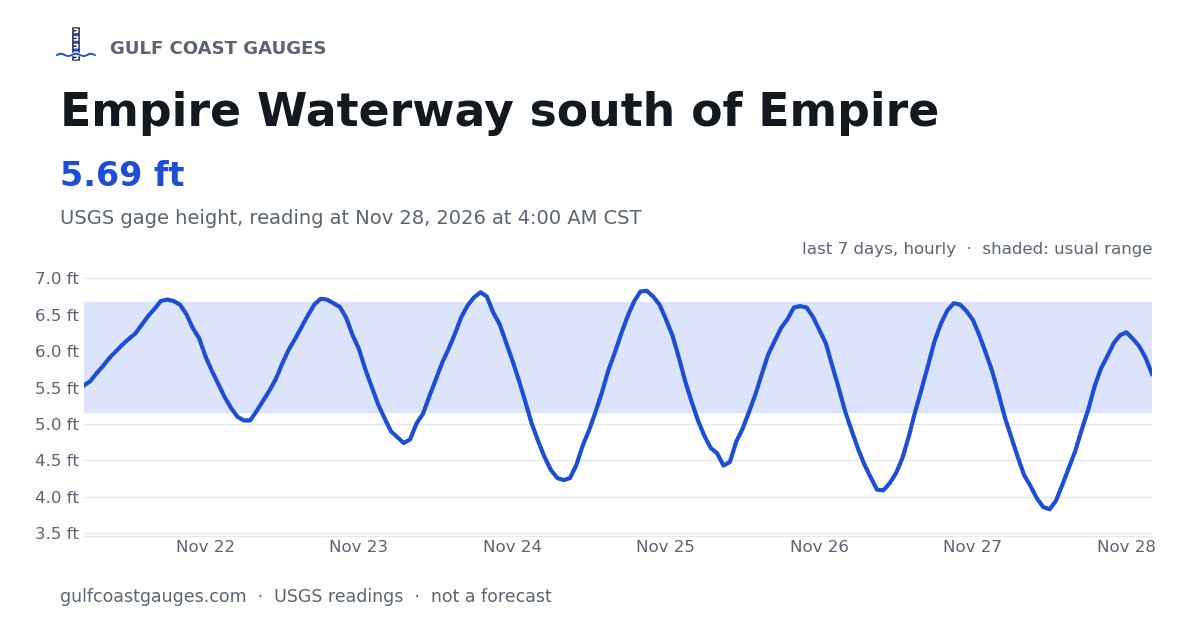 GULF COAST GAUGES
Empire Waterway south of Empire
5.69 ft
USGS gage height, reading at Nov 28, 2026 at 4:00 AM CST
last 7 days, hourly · shaded: usual range
7.0 ft
6.5 ft
6.0 ft
5.5 ft
5.0 ft
4.5 ft
4.0 ft
3.5 ft
Nov 22 Nov 23 Nov 24 Nov 25 Nov 26 Nov 27 Nov 28
gulfcoastgauges.com · USGS readings · not a forecast